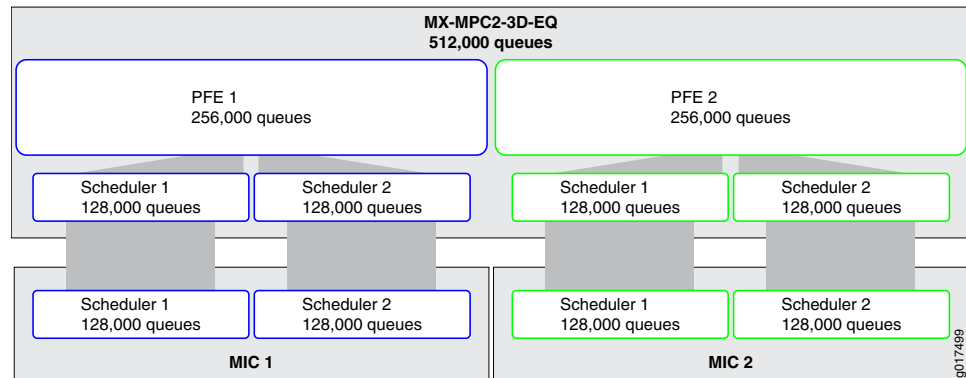 MX-MPC2-3D-EQ
512,000 queues
PFE 1
256,000 queues
PFE 2
256,000 queues
Scheduler 1
128,000 queues
Scheduler 2
128,000 queues
Scheduler 1
128,000 queues
Scheduler 2
128,000 queues
Scheduler 1
128,000 queues
Scheduler 2
128,000 queues
Scheduler 1
128,000 queues
Scheduler 2
128,000 queues
MIC 1
MIC 2
g017499